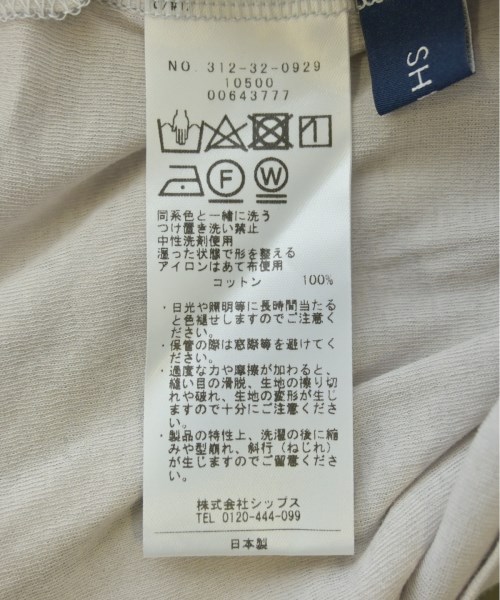 NO. 312-32-0929
10500
00643777
F W
同系色と一緒に洗う
つけ置き洗い禁止
中性洗剤使用
湿った状態で形を整える
アイロンはあて布使用
コットン 100%
・日光や照明等に長時間当たる
と色褪せしますのでご注意く
ださい。
・保管の際は窓際等を避けてく
ださい。
・過度な力や摩擦が加わると、
縫い目の滑脱、生地の擦り切
れや破れ、生地の変形が生じ
ますので十分にご注意くださ
い。
・製品の特性上、洗濯の後に縮
みや型崩れ、斜行（ねじれ）
が生じますのでご留意くださ
い。
株式会社シップス
TEL 0120-444-099
日本製
SH